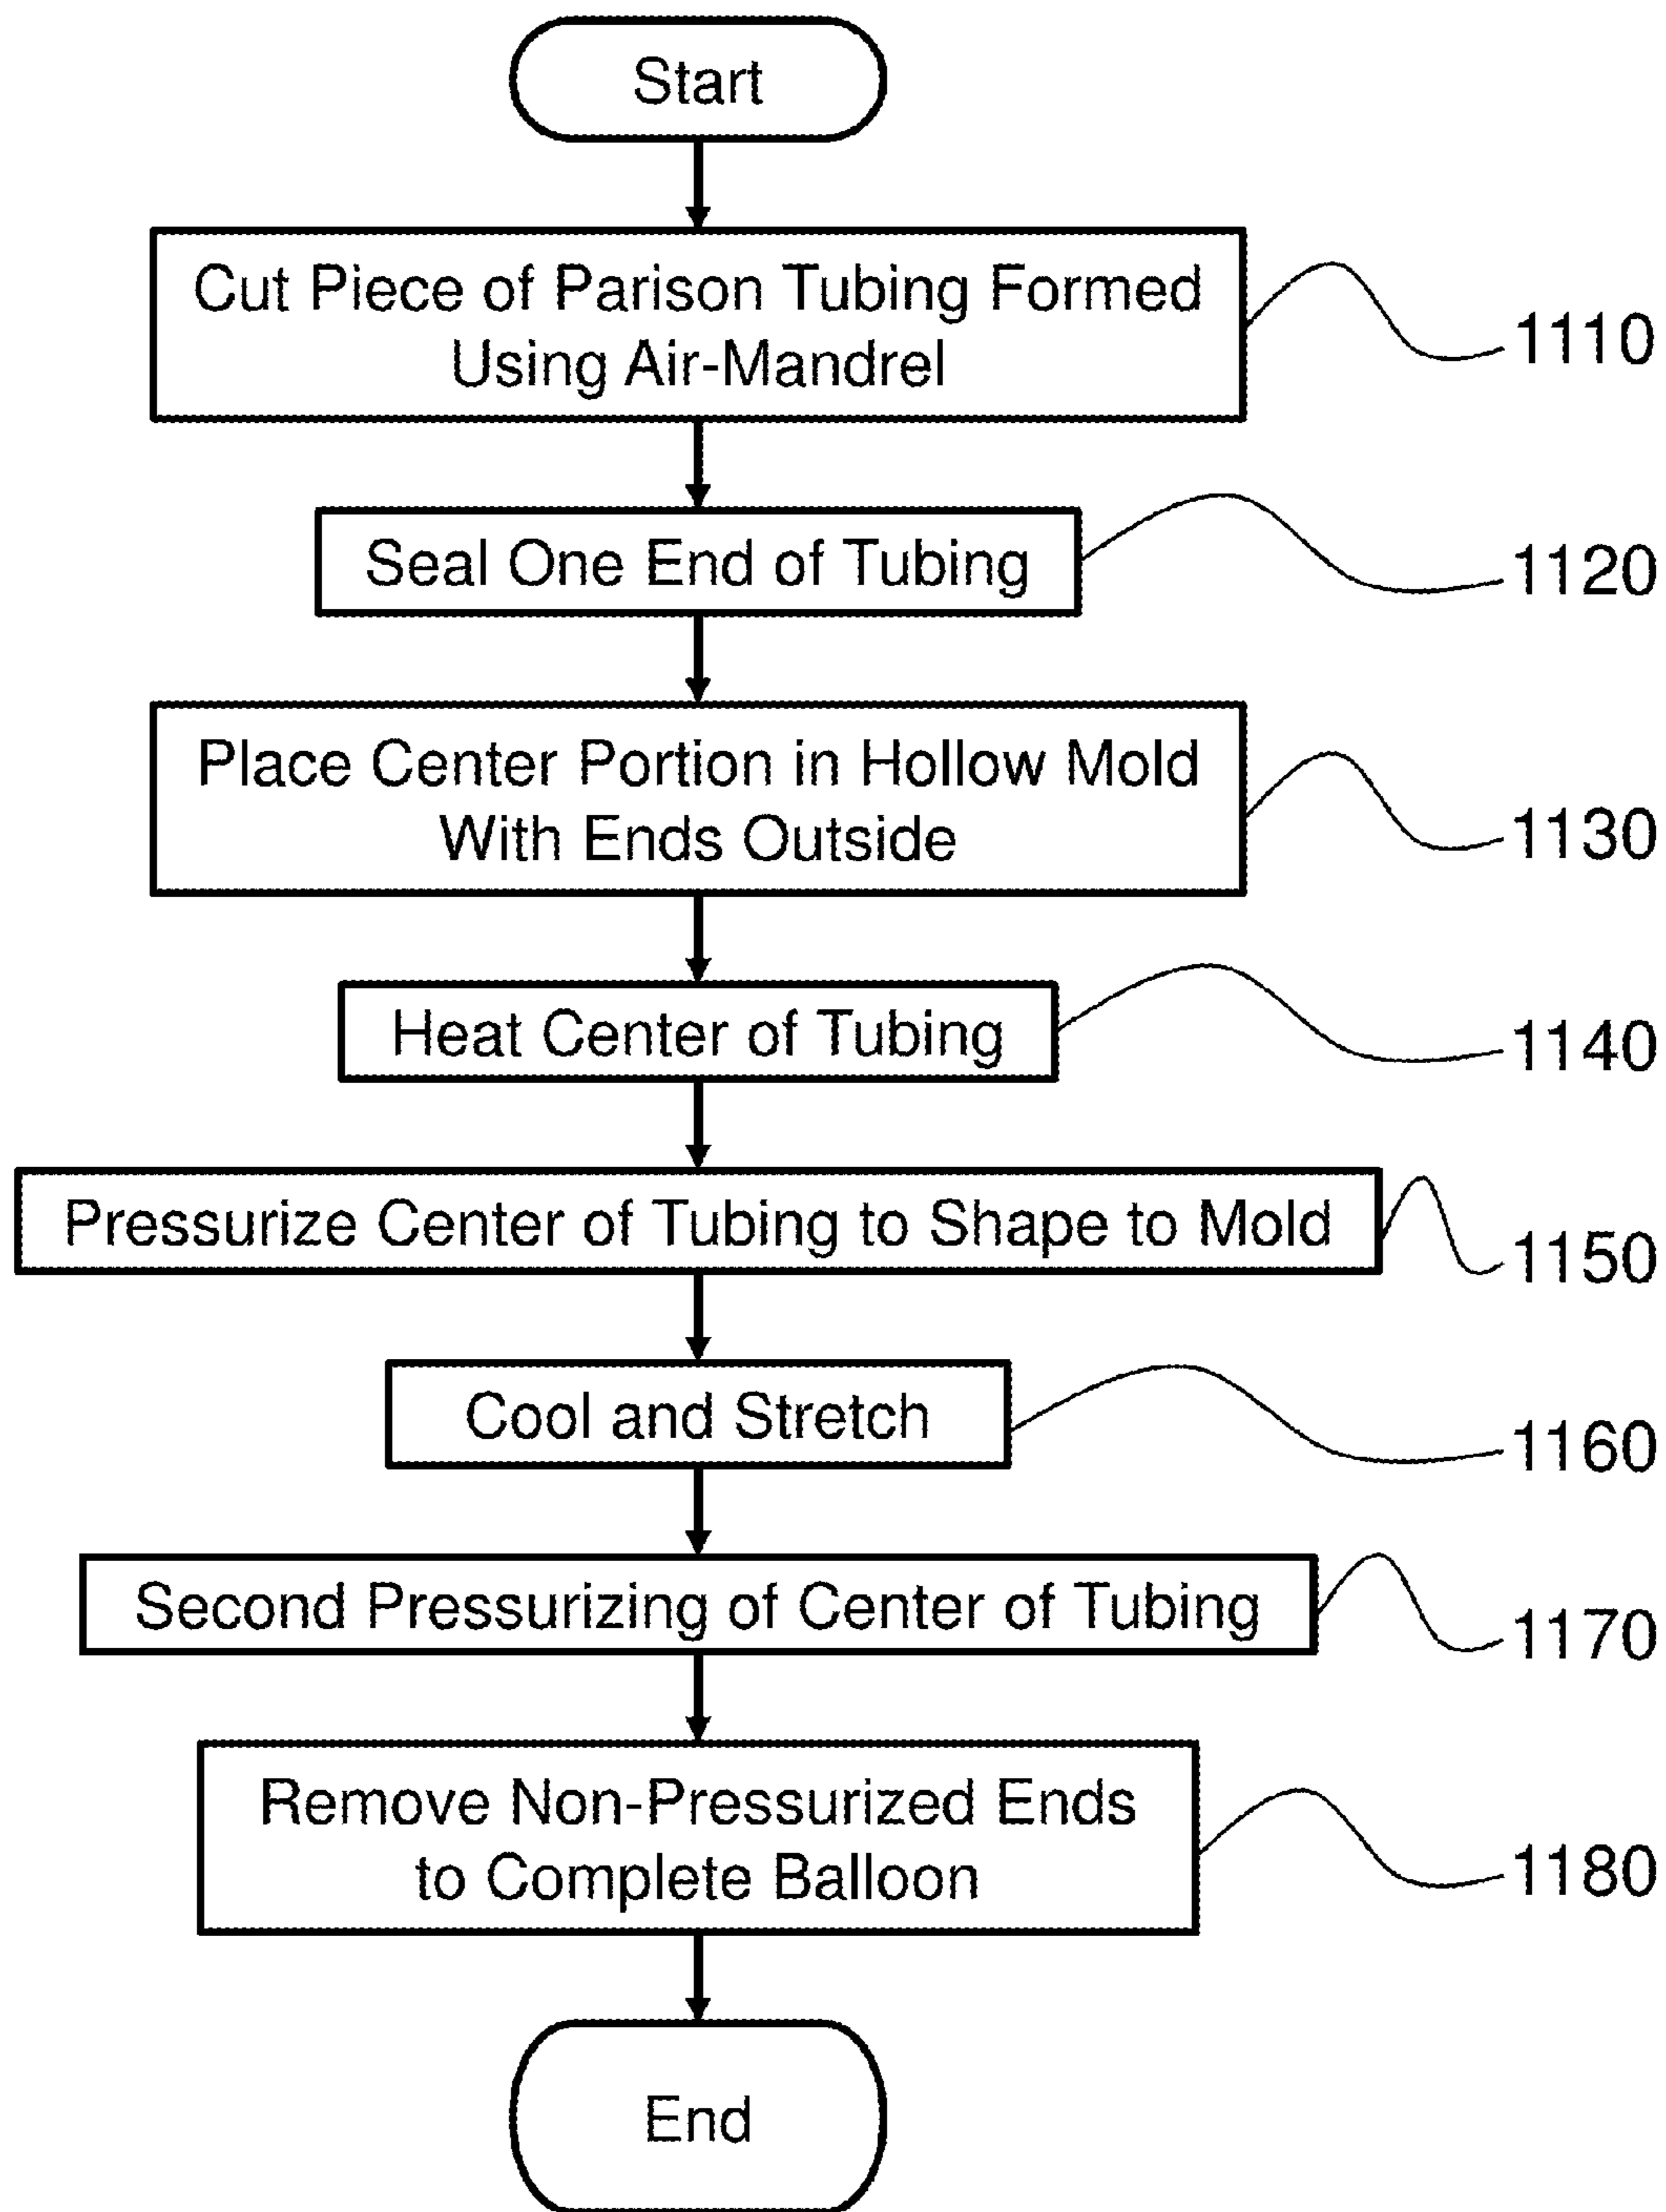 Start
Cut Piece of Parison Tubing Formed
Using Air-Mandrel
1110
Seal One End of Tubing
1120
Place Center Portion in Hollow Mold
With Ends Outside
1130
Heat Center of Tubing
1140
Pressurize Center of Tubing to Shape to Mold
1150
Cool and Stretch
1160
Second Pressurizing of Center of Tubing
1170
Remove Non-Pressurized Ends
to Complete Balloon
1180
End